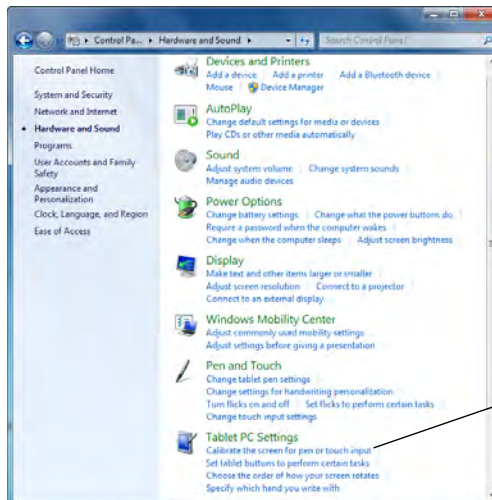 Control Pa... Hardware and Sound Search Control Panel
Control Panel Home
System and Security
Network and Internet
Hardware and Sound
Programs
User Accounts and Family
Safety
Appearance and
Personalization
Clock, Language, and Region
Ease of Access
Devices and Printers
Add a device Add a printer Add a Bluetooth device
Mouse Device Manager
AutoPlay
Change default settings for media or devices
Play CDs or other media automatically
Sound
Adjust system volume Change system sounds
Manage audio devices
Power Options
Change battery settings Change what the power buttons do
Require a password when the computer wakes
Change when the computer sleeps Adjust screen brightness
Display
Make text and other items larger or smaller
Adjust screen resolution Connect to a projector
Connect to an external display
Windows Mobility Center
Adjust commonly used mobility settings
Adjust settings before giving a presentation
Pen and Touch
Change tablet pen settings
Change settings for handwriting personalization
Turn flicks on and off Set flicks to perform certain tasks
Change touch input settings
Tablet PC Settings
Calibrate the screen for pen or touch input
Set tablet buttons to perform certain tasks
Choose the order of how your screen rotates
Specify which hand you write with